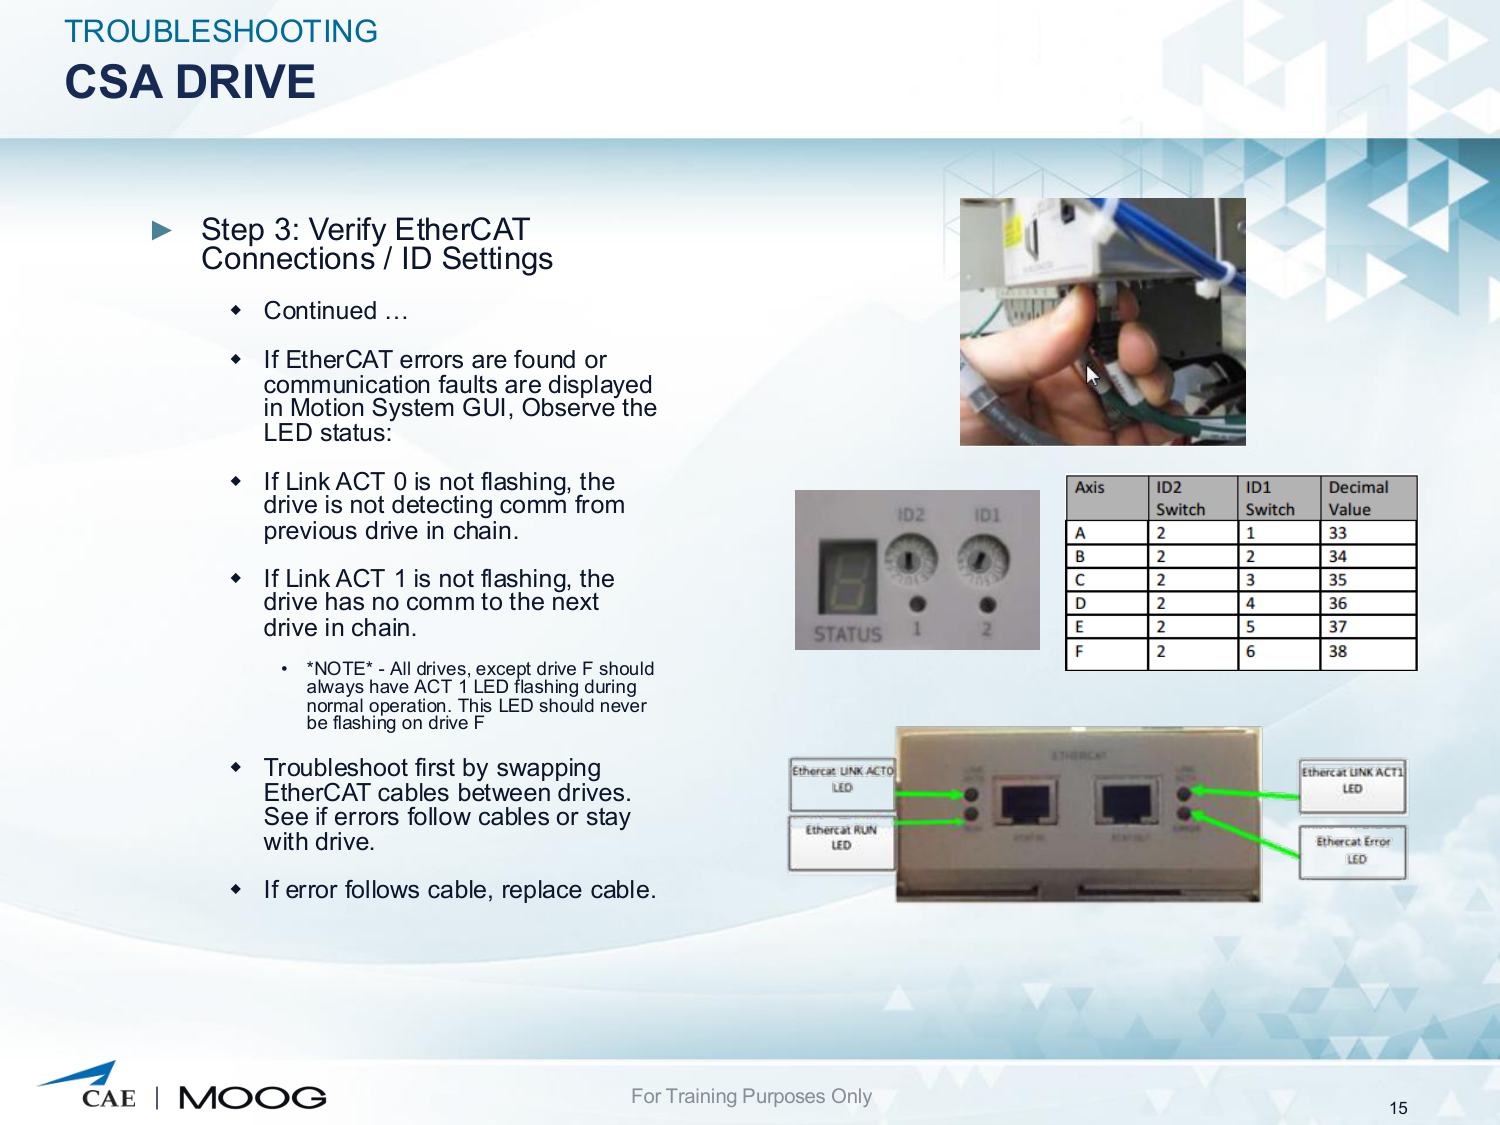 TROUBLESHOOTING
CSA DRIVE
Step 3: Verify EtherCAT
Connections / ID Settings
Continued …
If EtherCAT errors are found or
communication faults are displayed
in Motion System GUI, Observe the
LED status:
If Link ACT 0 is not flashing, the
drive is not detecting comm from
previous drive in chain.
If Link ACT 1 is not flashing, the
drive has no comm to the next
drive in chain.
• *NOTE* - All drives, except drive F should
always have ACT 1 LED flashing during
normal operation. This LED should never
be flashing on drive F
Troubleshoot first by swapping
EtherCAT cables between drives.
See if errors follow cables or stay
with drive.
If error follows cable, replace cable.
ID2 ID1
STATUS 1 2
Axis ID2 Switch ID1 Switch Decimal Value
A 2 1 33
B 2 2 34
C 2 3 35
D 2 4 36
E 2 5 37
F 2 6 38
ETHERCAT
Ethercat LINK ACT0
LED
Ethercat RUN
LED
Ethercat LINK ACT1
LED
Ethercat Error
LED
CAE | MOOG
For Training Purposes Only
15